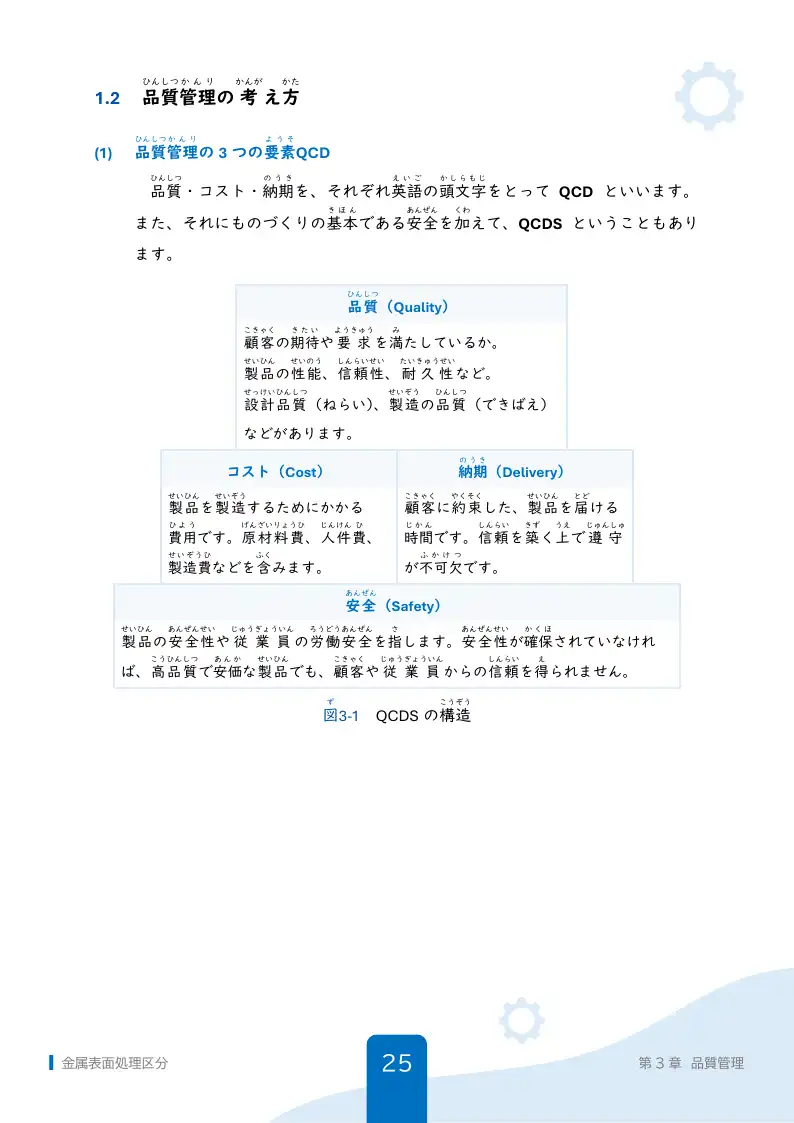 1.2 品質管理の考え方
(1) 品質管理の3つの要素QCD
品質・コスト・納期を、それぞれ英語の頭文字をとって QCD といいます。
また、それにものづくりの基本である安全を加えて、QCDS ということもあり
ます。
品質（Quality）
顧客の期待や要求を満たしているか。
製品の性能、信頼性、耐久性など。
設計品質（ねらい）、製造の品質（できばえ）
などがあります。
コスト（Cost）
製品を製造するためにかかる
費用です。原材料費、人件費、
製造費などを含みます。
納期（Delivery）
顧客に約束した、製品を届ける
時間です。信頼を築く上で遵守
が不可欠です。
安全（Safety）
製品の安全性や従業員の労働安全を指します。安全性が確保されていなけれ
ば、高品質で安価な製品でも、顧客や従業員からの信頼を得られません。
図3-1 QCDS の構造
金属表面処理区分
25
第3章 品質管理